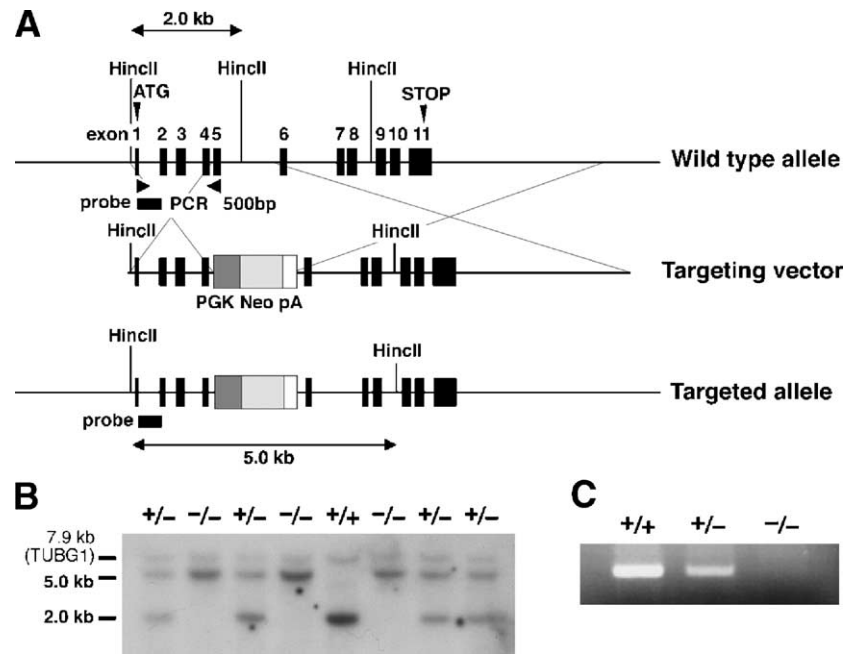 A
2.0 kb
HincII HincII HincII
ATG STOP
exon 1 2 3 4 5 6 7 8 9 10 11
Wild type allele
probe PCR 500bp
HincII HincII
Targeting vector
PGK Neo pA
HincII HincII
Targeted allele
probe
5.0 kb
B
+/− −/− +/− −/− +/+ −/− +/− +/−
7.9 kb
(TUBG1)
5.0 kb
2.0 kb
C
+/+ +/− −/−